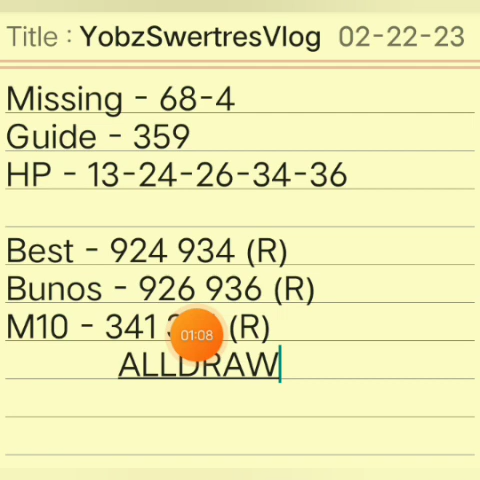 Title : YobzSwertresVlog 02-22-23
Missing - 68-4
Guide - 359
HP - 13-24-26-34-36
Best - 924 934 (R)
Bunos - 926 936 (R)
M10 - 341 (R)
01:08
ALLDRAW